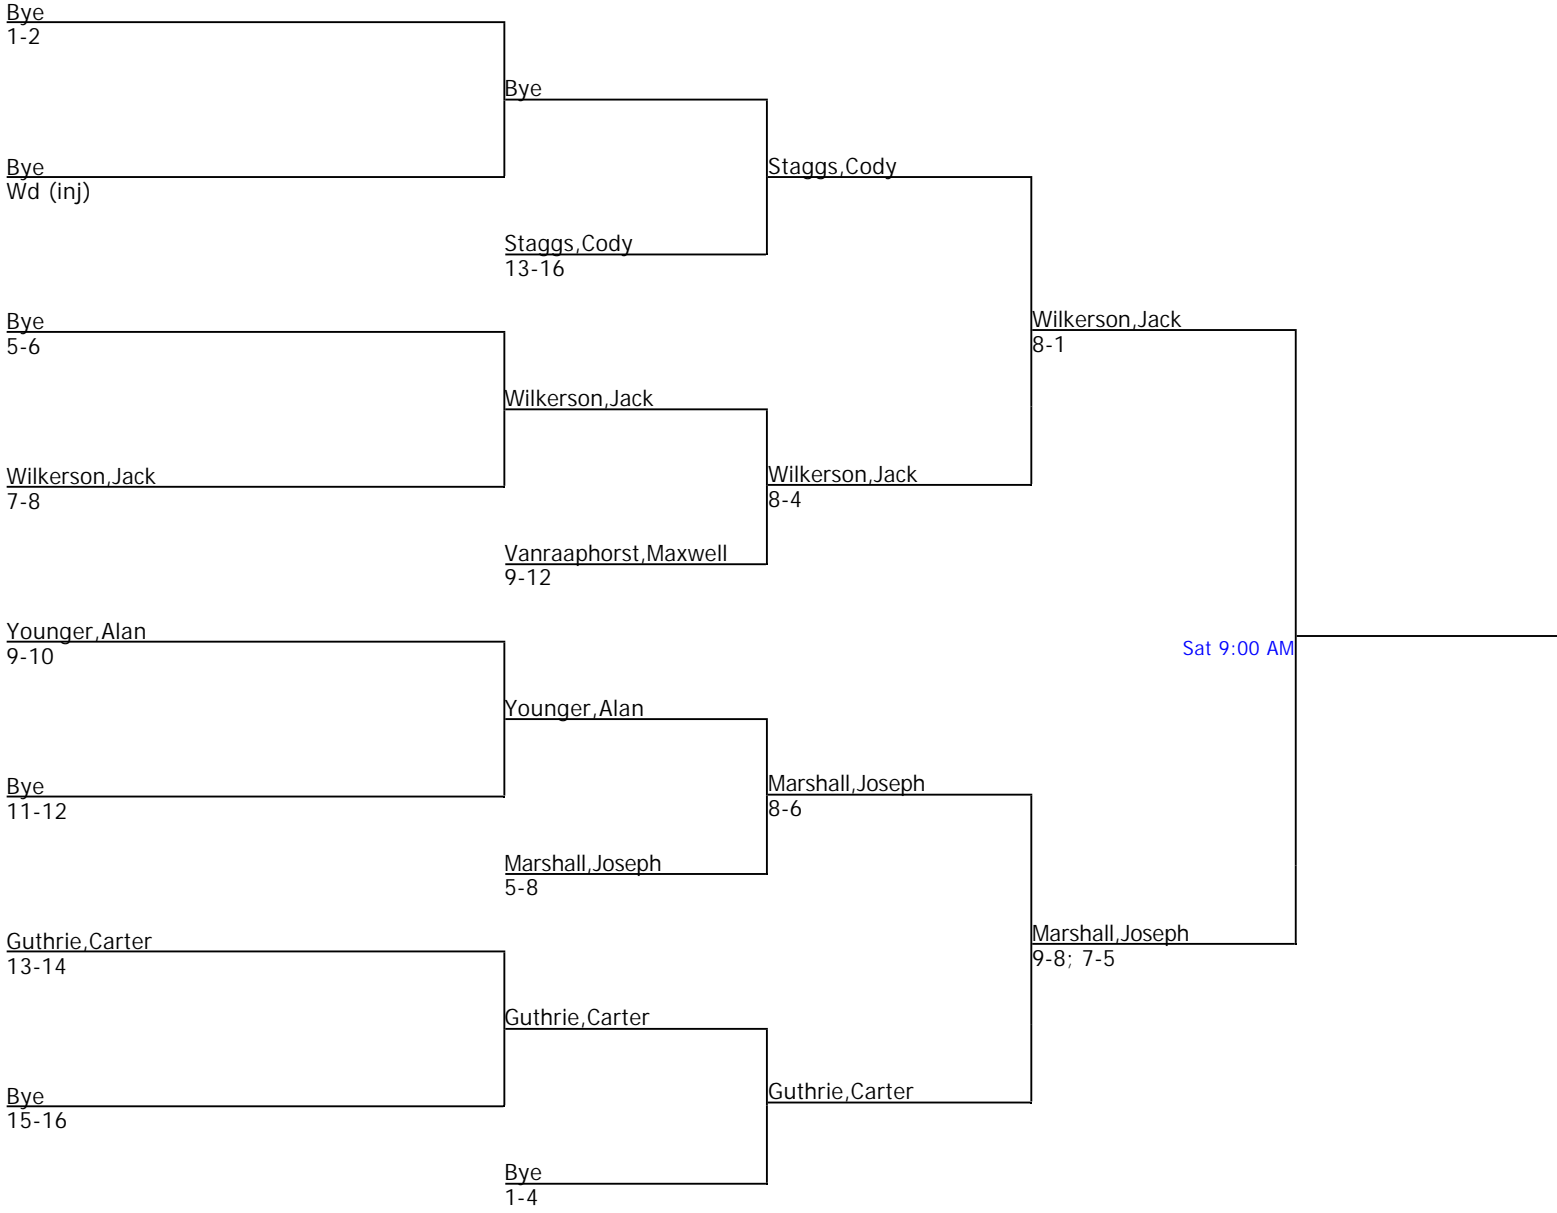 Bye
1-2
Bye
Bye
Wd (inj)
Staggs,Cody
Staggs,Cody
13-16
Bye
5-6
Wilkerson,Jack
8-1
Wilkerson,Jack
Wilkerson,Jack
7-8
Wilkerson,Jack
8-4
Vanraaphorst,Maxwell
9-12
Younger,Alan
9-10
Sat 9:00 AM
Younger,Alan
Bye
11-12
Marshall,Joseph
8-6
Marshall,Joseph
5-8
Guthrie,Carter
13-14
Marshall,Joseph
9-8; 7-5
Guthrie,Carter
Bye
15-16
Guthrie,Carter
Bye
1-4